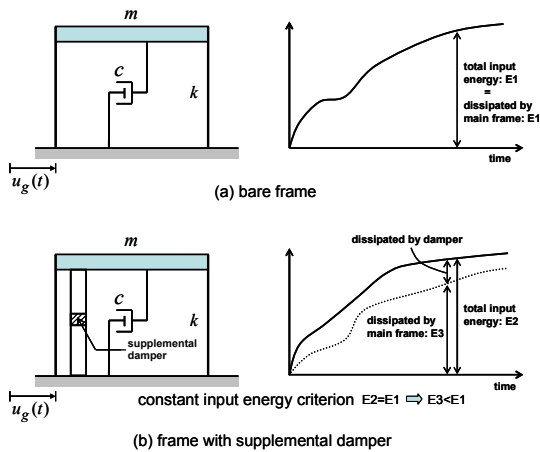 m
c
k
u_g(t)
total input
energy: E1
=
dissipated by
main frame: E1
time
(a) bare frame
m
c
k
supplemental
damper
u_g(t)
dissipated by damper
dissipated by
main frame: E3
total input
energy: E2
time
constant input energy criterion E2=E1 ⇨ E3<E1
(b) frame with supplemental damper